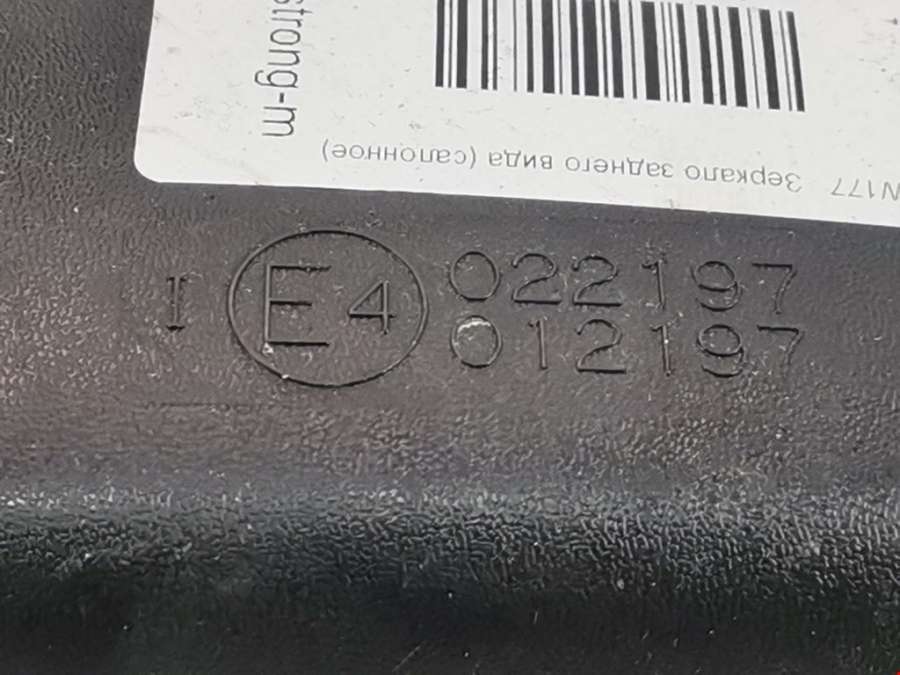 strong-m
N177 Зеркало заднего вида (салонное)
I E4 022197
012197